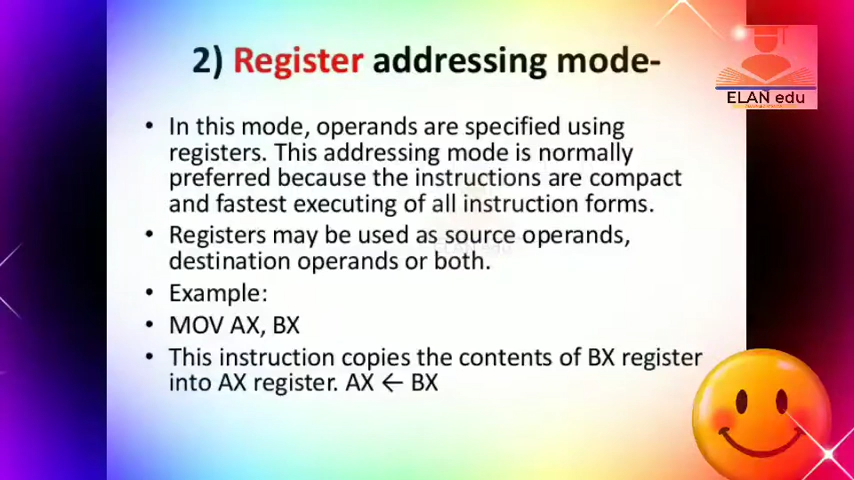 2) Register addressing mode-
ELAN edu
• In this mode, operands are specified using
registers. This addressing mode is normally
preferred because the instructions are compact
and fastest executing of all instruction forms.
• Registers may be used as source operands,
destination operands or both.
• Example:
• MOV AX, BX
• This instruction copies the contents of BX register
into AX register. AX ← BX